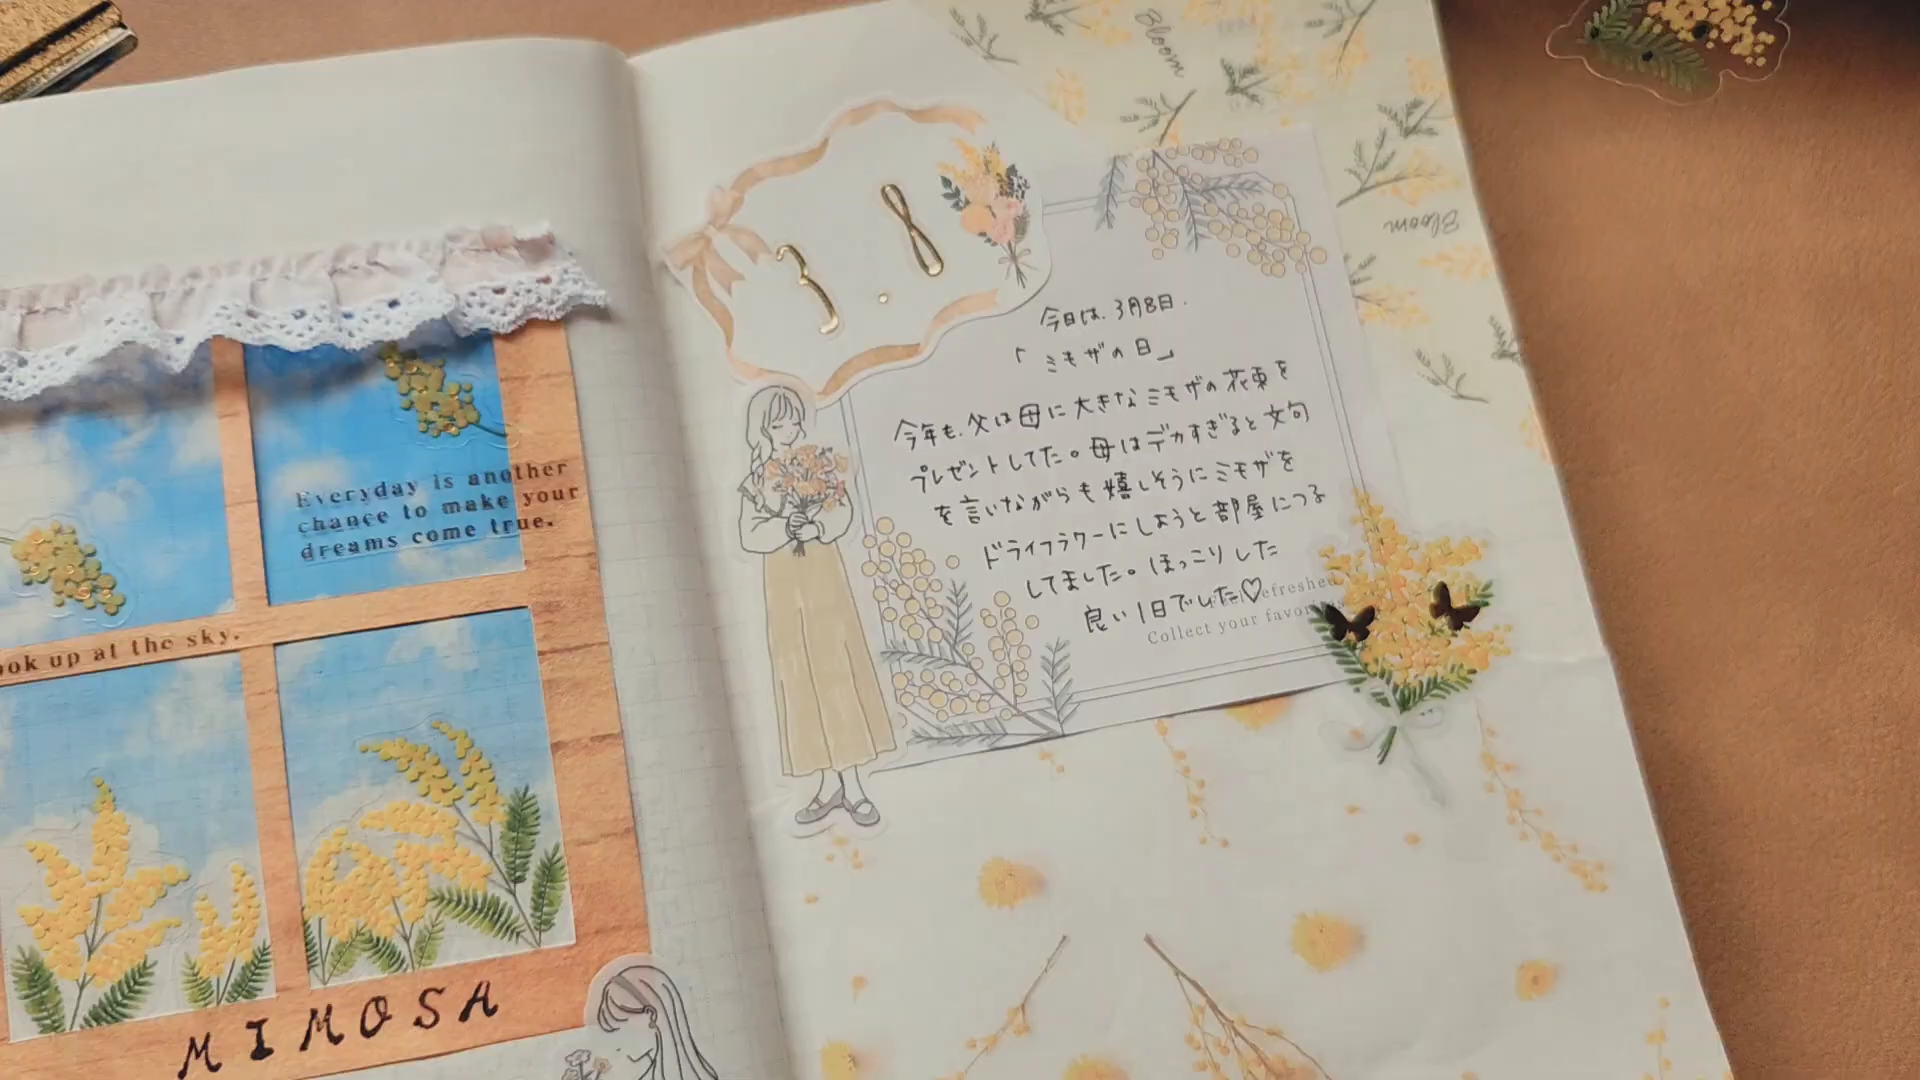 Everyday is another
chance to make your
dreams come true.
ook up at the sky.
MIMOSA
Bloom
Bloom
3.8
今日は、3月8日.
「ミモザの日」
今年も、父は母に大きなミモザの花束を
プレゼントしてた。母はデカすぎると文句
を言いながらも嬉しそうにミモザを
ドライフラワーにしようと部屋につる
してました。ほっこりした
良い1日でした♡
efreshed
Collect your favorites